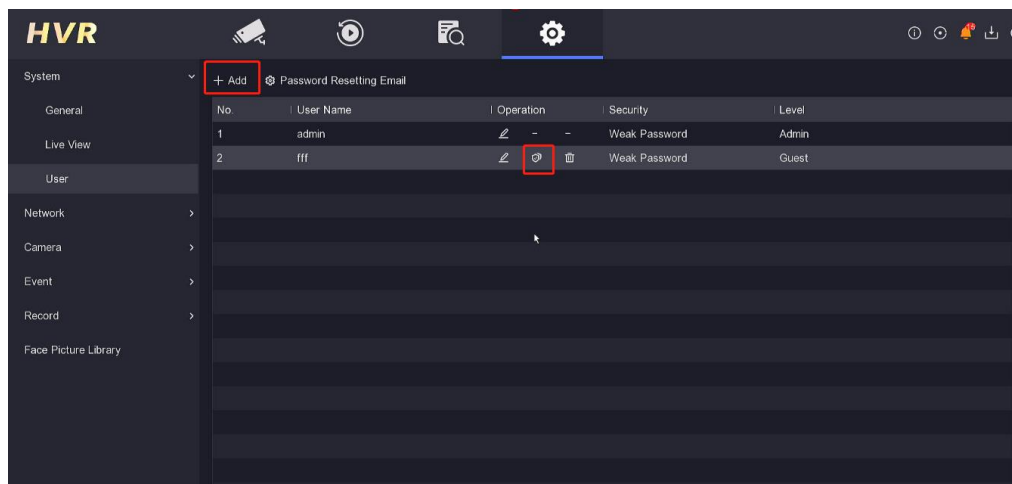 HVR
System
General
Live View
User
Network
Camera
Event
Record
Face Picture Library
+ Add Password Resetting Email
No. User Name Operation Security Level
1 admin - - Weak Password Admin
2 fff Weak Password Guest